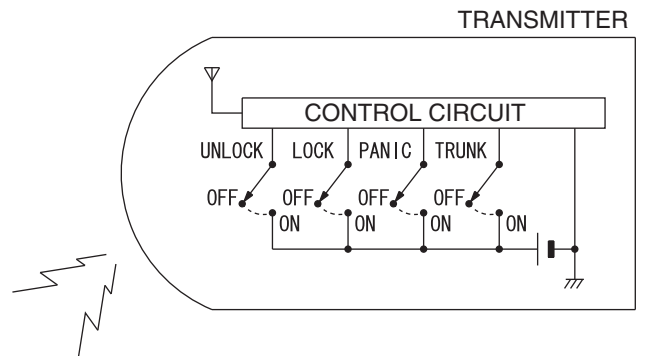 TRANSMITTER
CONTROL CIRCUIT
UNLOCK LOCK PANIC TRUNK
OFF OFF OFF OFF
ON ON ON ON